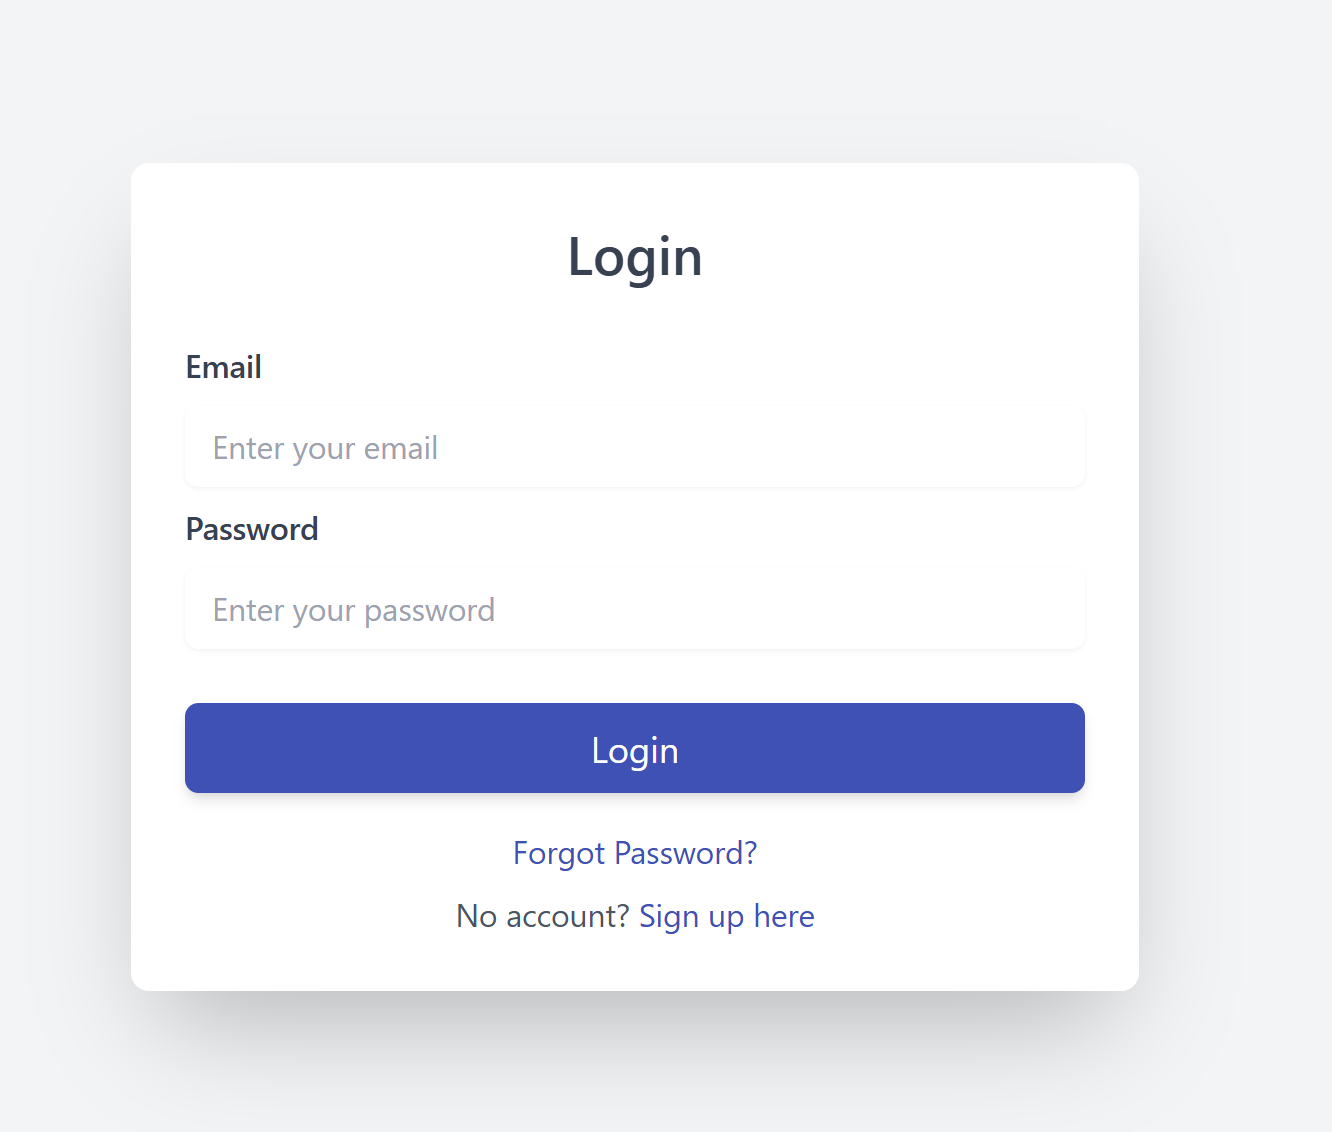 Login
Email
Enter your email
Password
Enter your password
Login
Forgot Password?
No account? Sign up here